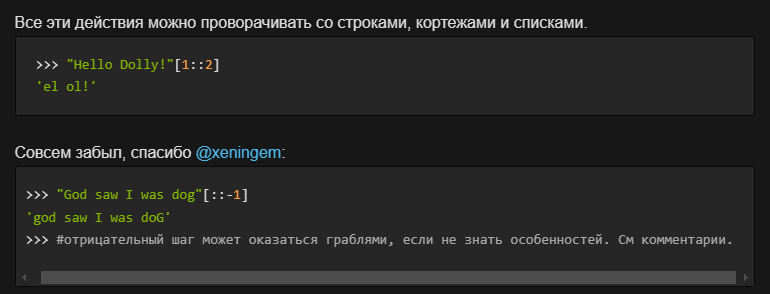 Все эти действия можно проворачивать со строками, кортежами и списками.
>>> "Hello Dolly!"[1::2]
'el ol!'
Совсем забыл, спасибо @xeningem:
>>> "God saw I was dog"[::-1]
'god saw I was doG'
>>> #отрицательный шаг может оказаться граблями, если не знать особенностей. См комментарии.